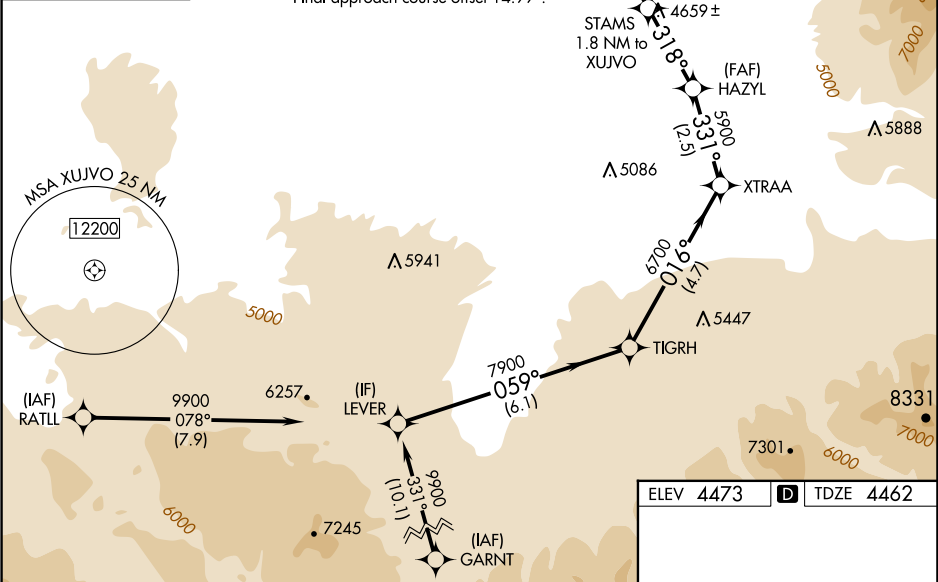 Final approach course offset 14.77°.
STAMS
1.8 NM to
XUJVO
4659 ±
318°
(FAF)
HAZYL
7000
5000
5900
331°
(2.5)
5888
5086
XTRAA
MSA XUJVO 25 NM
12200
5941
6700
016°
(4.7)
5000
5447
TIGRH
7900
059°
(6.1)
(IAF)
RATLL
9900
078°
(7.9)
6257
(IF)
LEVER
8331
7000
7301
6000
9900
331°
(10.1)
6000
7245
(IAF)
GARNT
ELEV 4473
D
TDZE 4462